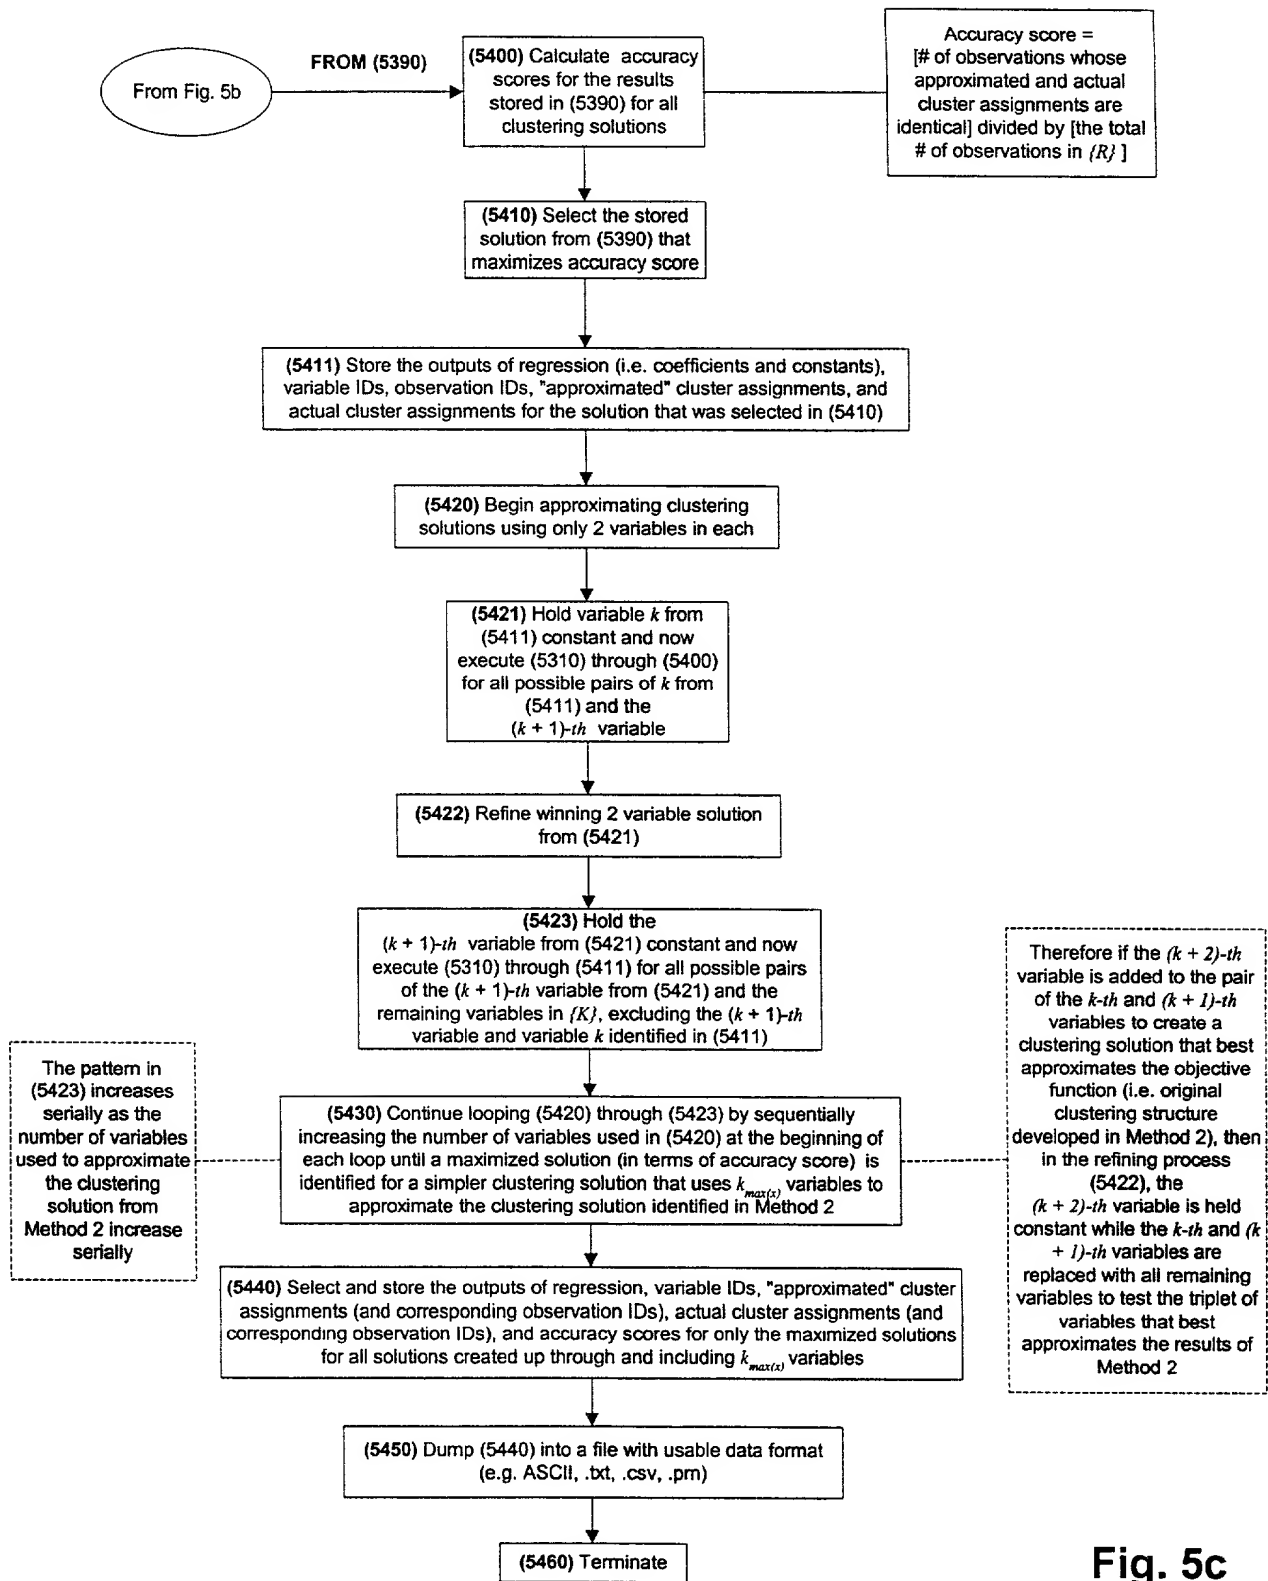 From Fig. 5b
FROM (5390)
(5400) Calculate accuracy
scores for the results
stored in (5390) for all
clustering solutions
Accuracy score =
[# of observations whose
approximated and actual
cluster assignments are
identical] divided by [the total
# of observations in {R} ]
(5410) Select the stored
solution from (5390) that
maximizes accuracy score
(5411) Store the outputs of regression (i.e. coefficients and constants),
variable IDs, observation IDs, "approximated" cluster assignments, and
actual cluster assignments for the solution that was selected in (5410)
(5420) Begin approximating clustering
solutions using only 2 variables in each
(5421) Hold variable k from
(5411) constant and now
execute (5310) through (5400)
for all possible pairs of k from
(5411) and the
(k + 1)-th variable
(5422) Refine winning 2 variable solution
from (5421)
(5423) Hold the
(k + 1)-th variable from (5421) constant and now
execute (5310) through (5411) for all possible pairs
of the (k + 1)-th variable from (5421) and the
remaining variables in {K}, excluding the (k + 1)-th
variable and variable k identified in (5411)
The pattern in
(5423) increases
serially as the
number of variables
used to approximate
the clustering
solution from
Method 2 increase
serially
(5430) Continue looping (5420) through (5423) by sequentially
increasing the number of variables used in (5420) at the beginning of
each loop until a maximized solution (in terms of accuracy score) is
identified for a simpler clustering solution that uses kmax(x) variables to
approximate the clustering solution identified in Method 2
Therefore if the (k + 2)-th
variable is added to the pair
of the k-th and (k + 1)-th
variables to create a
clustering solution that best
approximates the objective
function (i.e. original
clustering structure
developed in Method 2), then
in the refining process
(5422), the
(k + 2)-th variable is held
constant while the k-th and (k
+ 1)-th variables are
replaced with all remaining
variables to test the triplet of
variables that best
approximates the results of
Method 2
(5440) Select and store the outputs of regression, variable IDs, "approximated" cluster
assignments (and corresponding observation IDs), actual cluster assignments (and
corresponding observation IDs), and accuracy scores for only the maximized solutions
for all solutions created up through and including kmax(x) variables
(5450) Dump (5440) into a file with usable data format
(e.g. ASCII, .txt, .csv, .prn)
(5460) Terminate
Fig. 5c